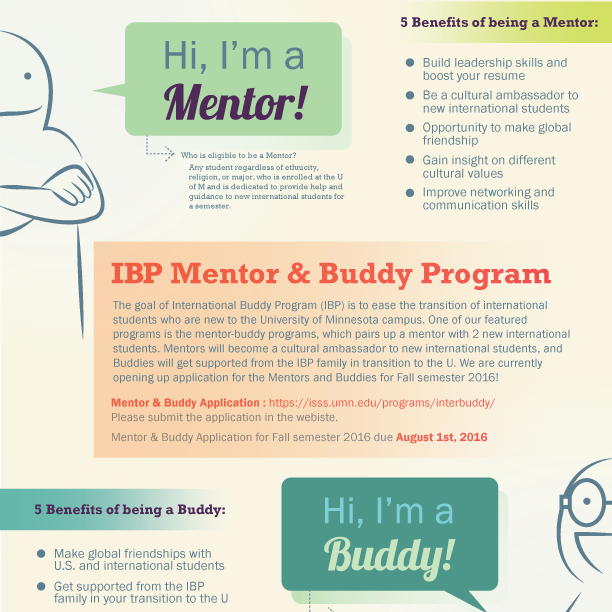 5 Benefits of being a Mentor:
Hi, I'm a
Mentor!
Build leadership skills and
boost your resume
Be a cultural ambassador to
new international students
Opportunity to make global
friendship
Gain insight on different
cultural values
Improve networking and
communication skills
Who is eligible to be a Mentor?
Any student regardless of ethnicity,
religion, or major, who is enrolled at the U
of M and is dedicated to provide help and
guidance to new international students for
a semester.
IBP Mentor & Buddy Program
The goal of International Buddy Program (IBP) is to ease the transition of international
students who are new to the University of Minnesota campus. One of our featured
programs is the mentor-buddy programs, which pairs up a mentor with 2 new international
students. Mentors will become a cultural ambassador to new international students, and
Buddies will get supported from the IBP family in transition to the U. We are currently
opening up application for the Mentors and Buddies for Fall semester 2016!
Mentor & Buddy Application : https://isss.umn.edu/programs/interbuddy/
Please submit the application in the webiste.
Mentor & Buddy Application for Fall semester 2016 due August 1st, 2016
5 Benefits of being a Buddy:
Hi, I'm a
Buddy!
Make global friendships with
U.S. and international students
Get supported from the IBP
family in your transition to the U